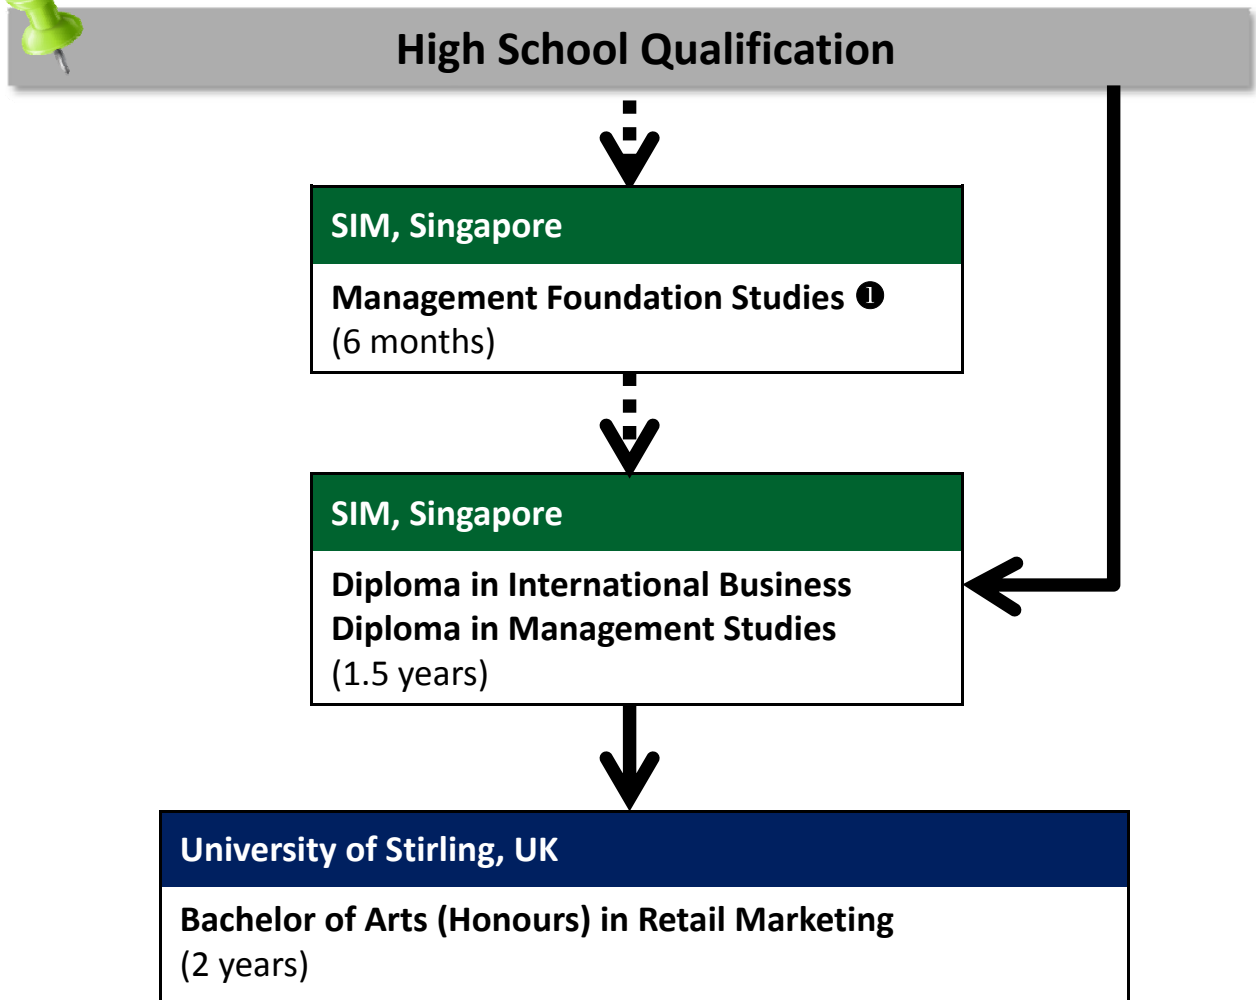 High School Qualification
SIM, Singapore
Management Foundation Studies ❶
(6 months)
SIM, Singapore
Diploma in International Business
Diploma in Management Studies
(1.5 years)
University of Stirling, UK
Bachelor of Arts (Honours) in Retail Marketing
(2 years)